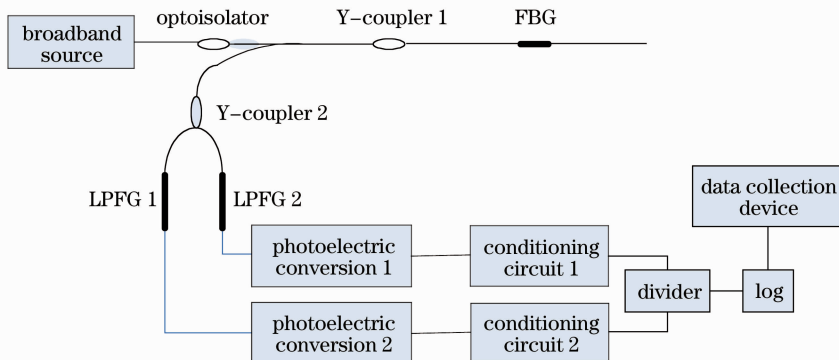 optoisolator
Y-coupler 1
FBG
broadband
source
Y-coupler 2
LPFG 1
LPFG 2
data collection
device
photoelectric
conversion 1
conditioning
circuit 1
divider
log
photoelectric
conversion 2
conditioning
circuit 2